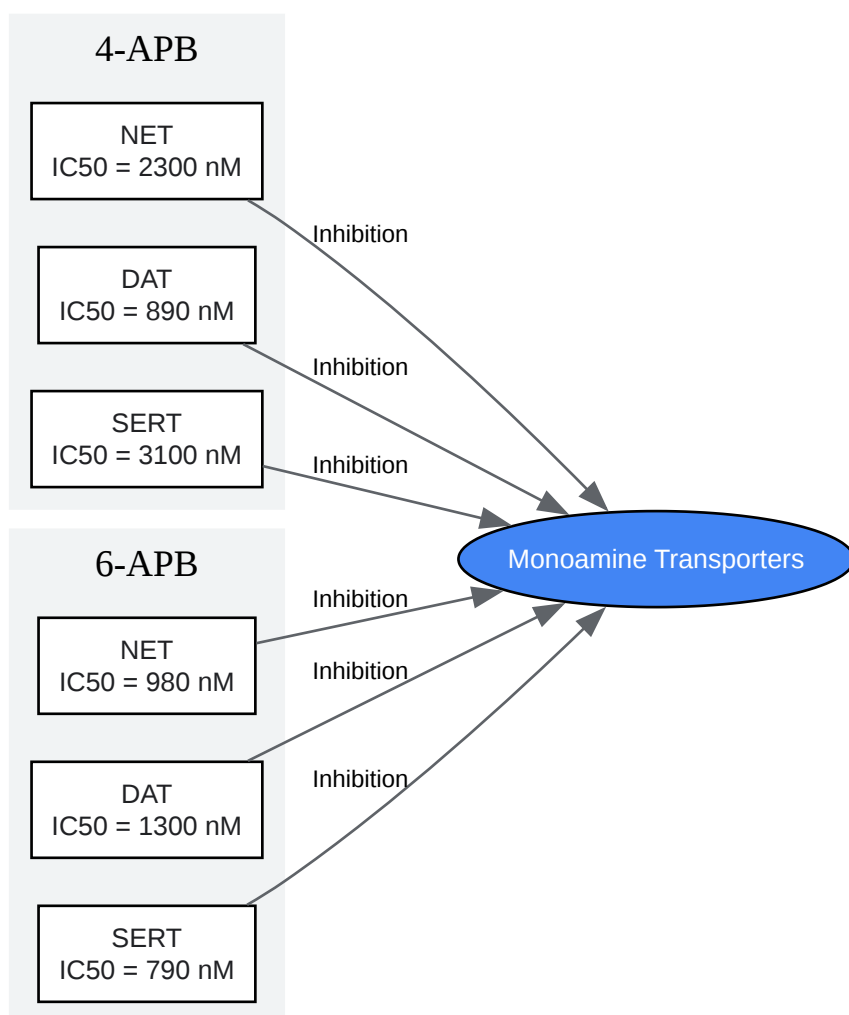 4-APB
NET
IC50 = 2300 nM
Inhibition
DAT
IC50 = 890 nM
Inhibition
SERT
IC50 = 3100 nM
Inhibition
Monoamine Transporters
6-APB
NET
IC50 = 980 nM
Inhibition
DAT
IC50 = 1300 nM
Inhibition
SERT
IC50 = 790 nM
Inhibition